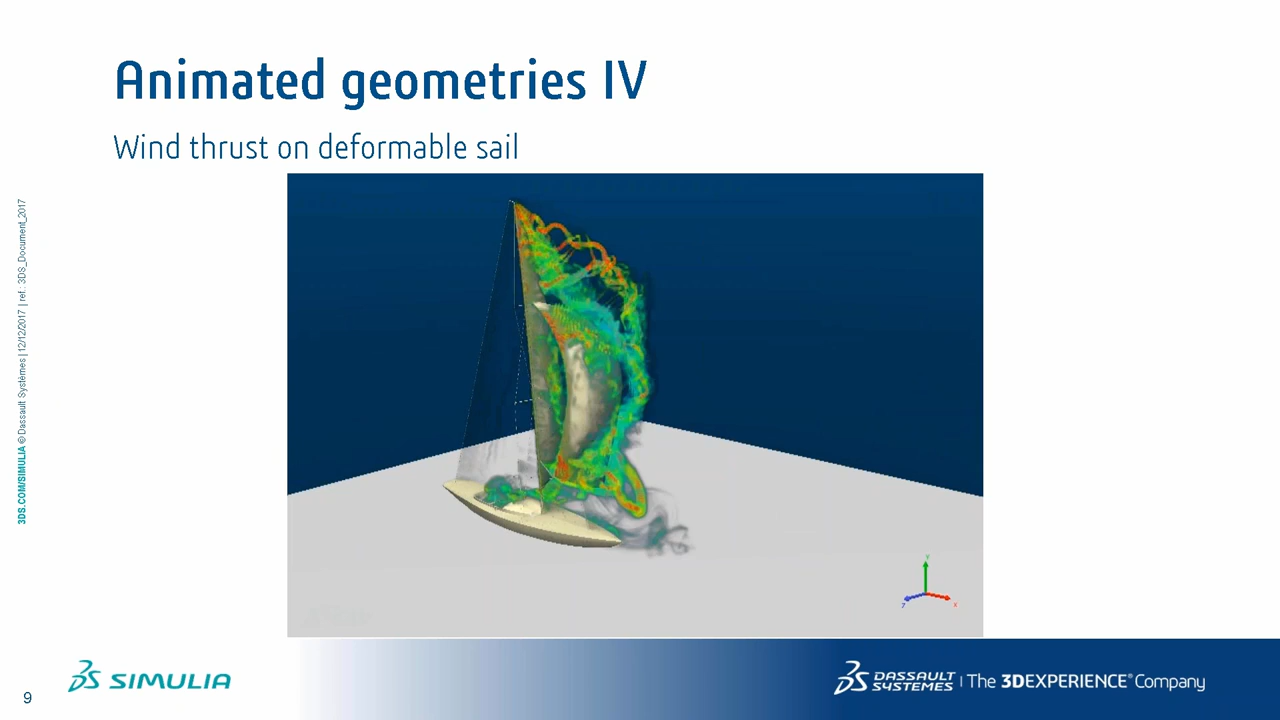 Animated geometries IV
Wind thrust on deformable sail
3DS.COM/SIMULIA © Dassault Systèmes | 12/12/2017 | ref.: 3DS_Document_2017
Y
Z
X
9
SIMULIA
DASSAULT SYSTEMES | The 3DEXPERIENCE® Company